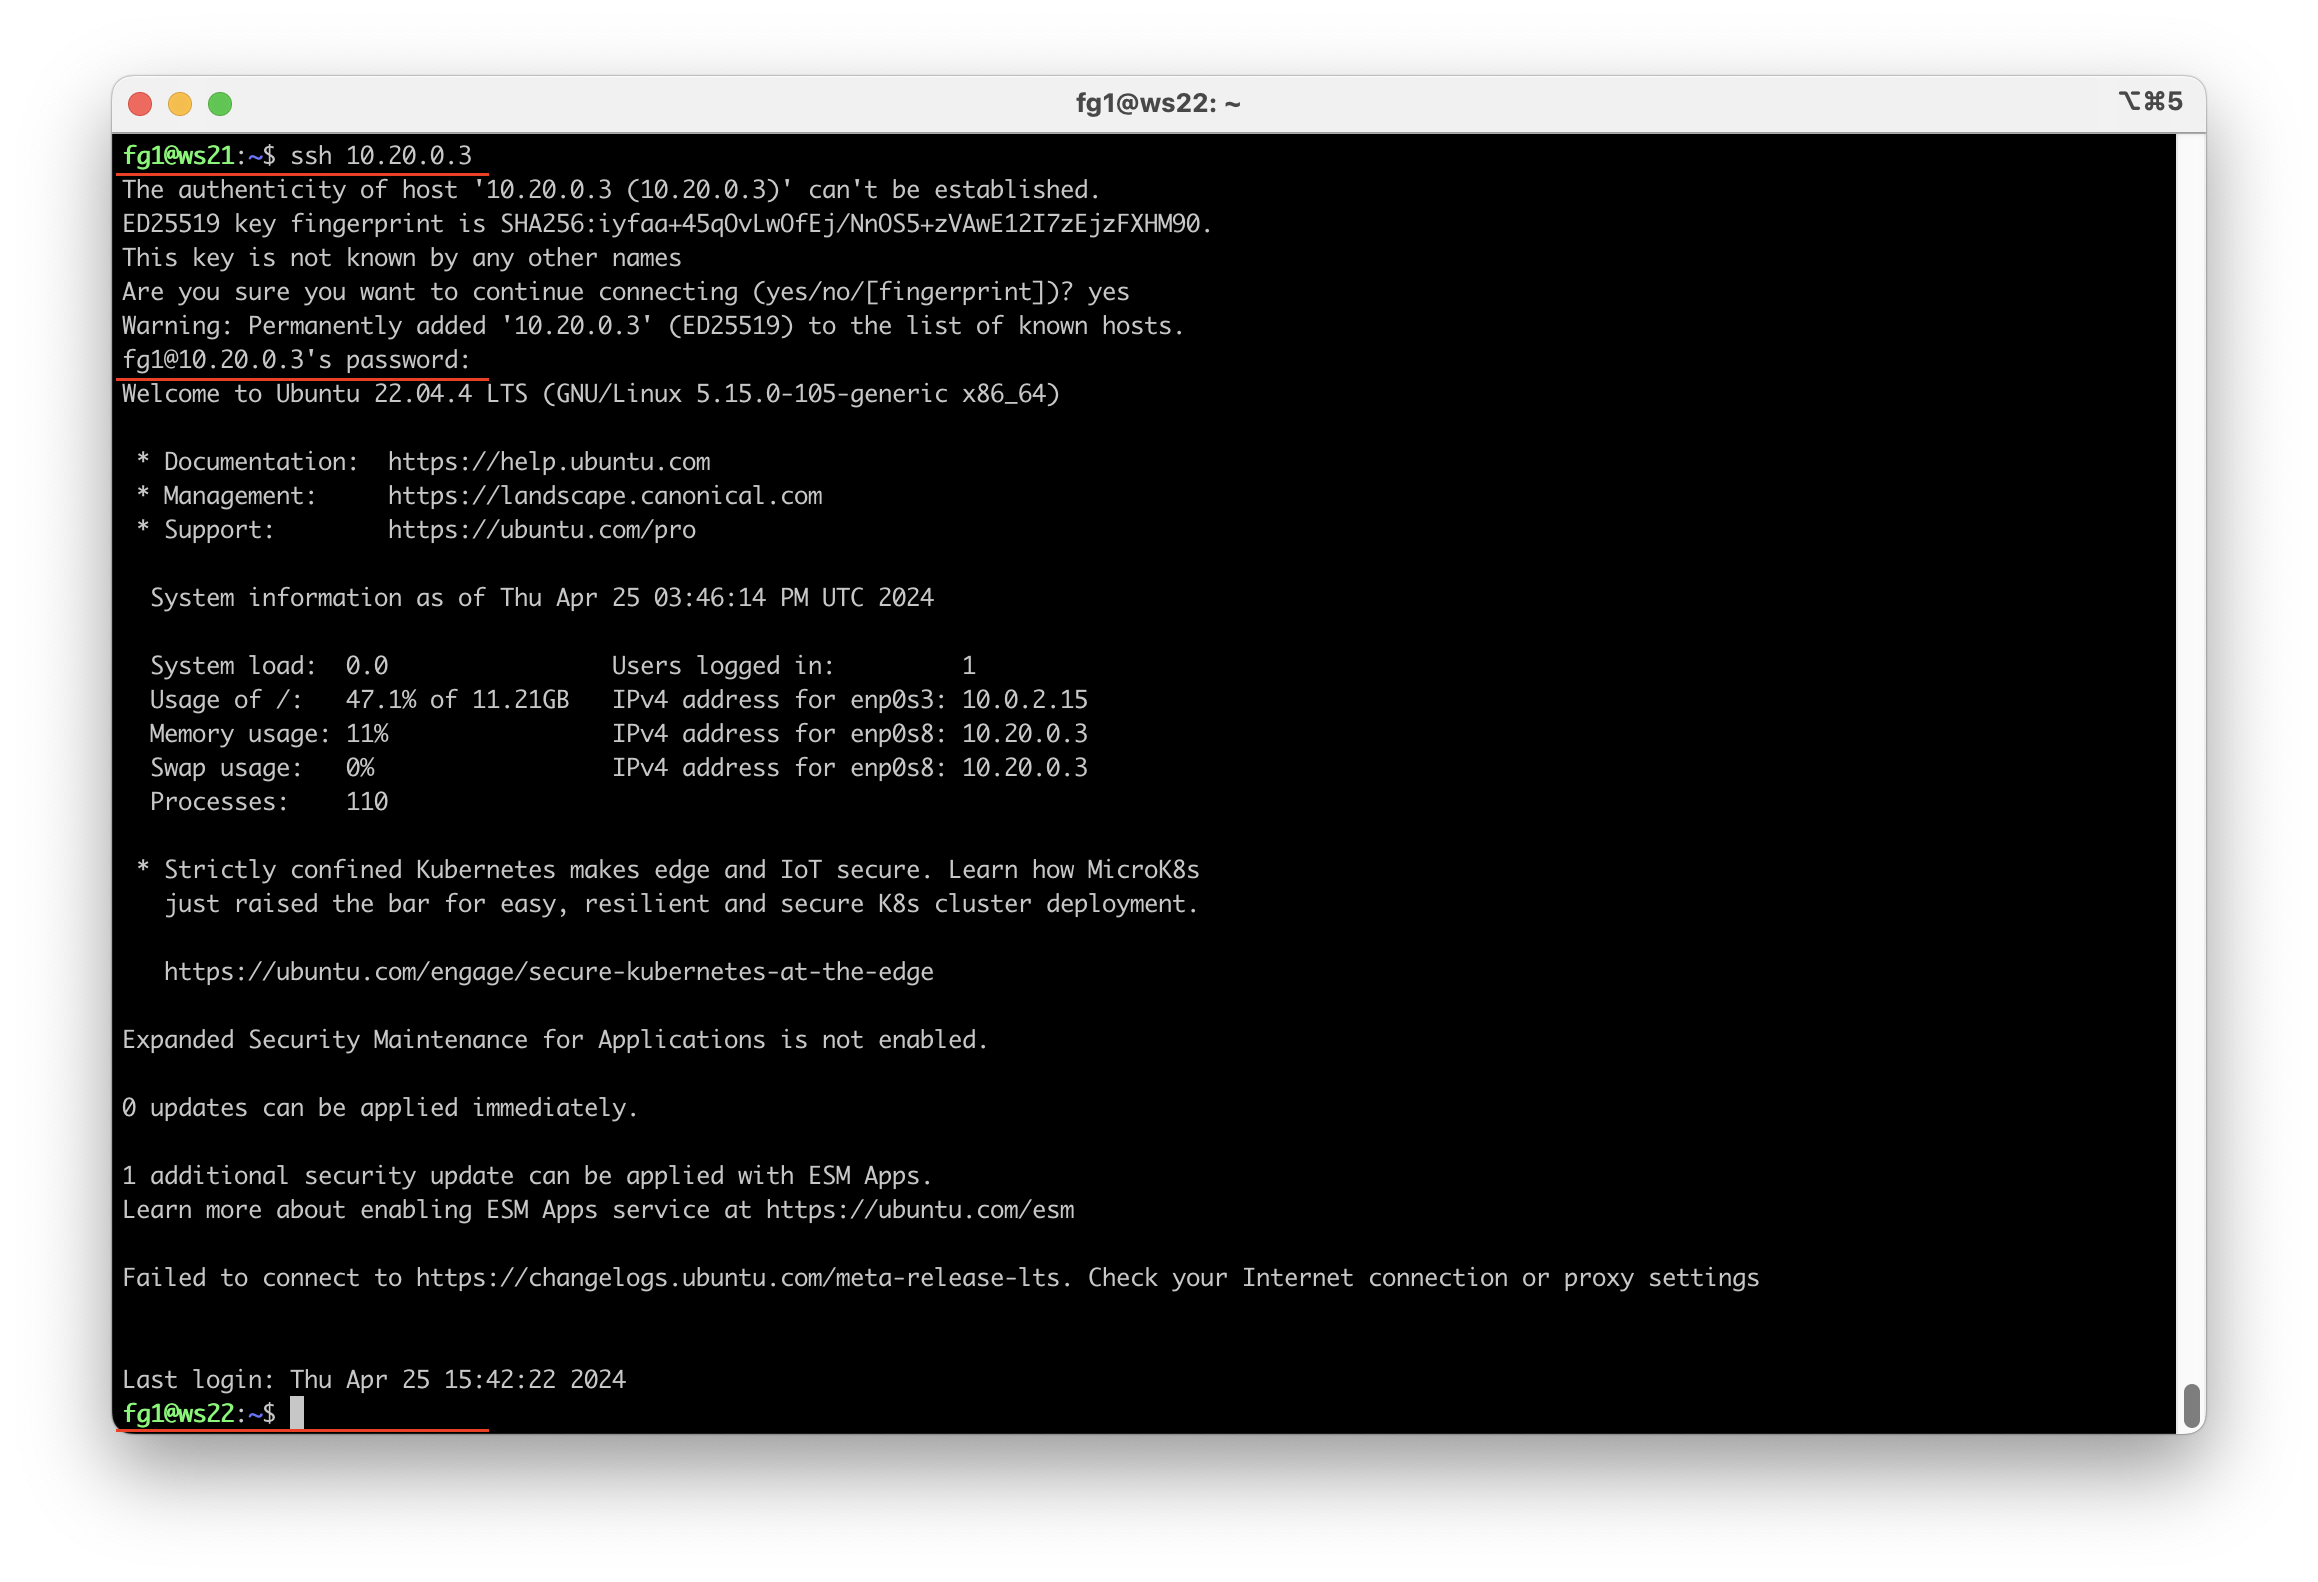 fg1@ws22: ~
⌥⌘5
fg1@ws21:~$ ssh 10.20.0.3
The authenticity of host '10.20.0.3 (10.20.0.3)' can't be established.
ED25519 key fingerprint is SHA256:iyfaa+45qOvLwOfEj/NnOS5+zVAwE12I7zEjzFXHM90.
This key is not known by any other names
Are you sure you want to continue connecting (yes/no/[fingerprint])? yes
Warning: Permanently added '10.20.0.3' (ED25519) to the list of known hosts.
fg1@10.20.0.3's password:
Welcome to Ubuntu 22.04.4 LTS (GNU/Linux 5.15.0-105-generic x86_64)
* Documentation:  https://help.ubuntu.com
* Management:     https://landscape.canonical.com
* Support:        https://ubuntu.com/pro
System information as of Thu Apr 25 03:46:14 PM UTC 2024
System load:  0.0                Users logged in:         1
Usage of /:   47.1% of 11.21GB   IPv4 address for enp0s3: 10.0.2.15
Memory usage: 11%                IPv4 address for enp0s8: 10.20.0.3
Swap usage:   0%                 IPv4 address for enp0s8: 10.20.0.3
Processes:    110
* Strictly confined Kubernetes makes edge and IoT secure. Learn how MicroK8s
just raised the bar for easy, resilient and secure K8s cluster deployment.
https://ubuntu.com/engage/secure-kubernetes-at-the-edge
Expanded Security Maintenance for Applications is not enabled.
0 updates can be applied immediately.
1 additional security update can be applied with ESM Apps.
Learn more about enabling ESM Apps service at https://ubuntu.com/esm
Failed to connect to https://changelogs.ubuntu.com/meta-release-lts. Check your Internet connection or proxy settings
Last login: Thu Apr 25 15:42:22 2024
fg1@ws22:~$